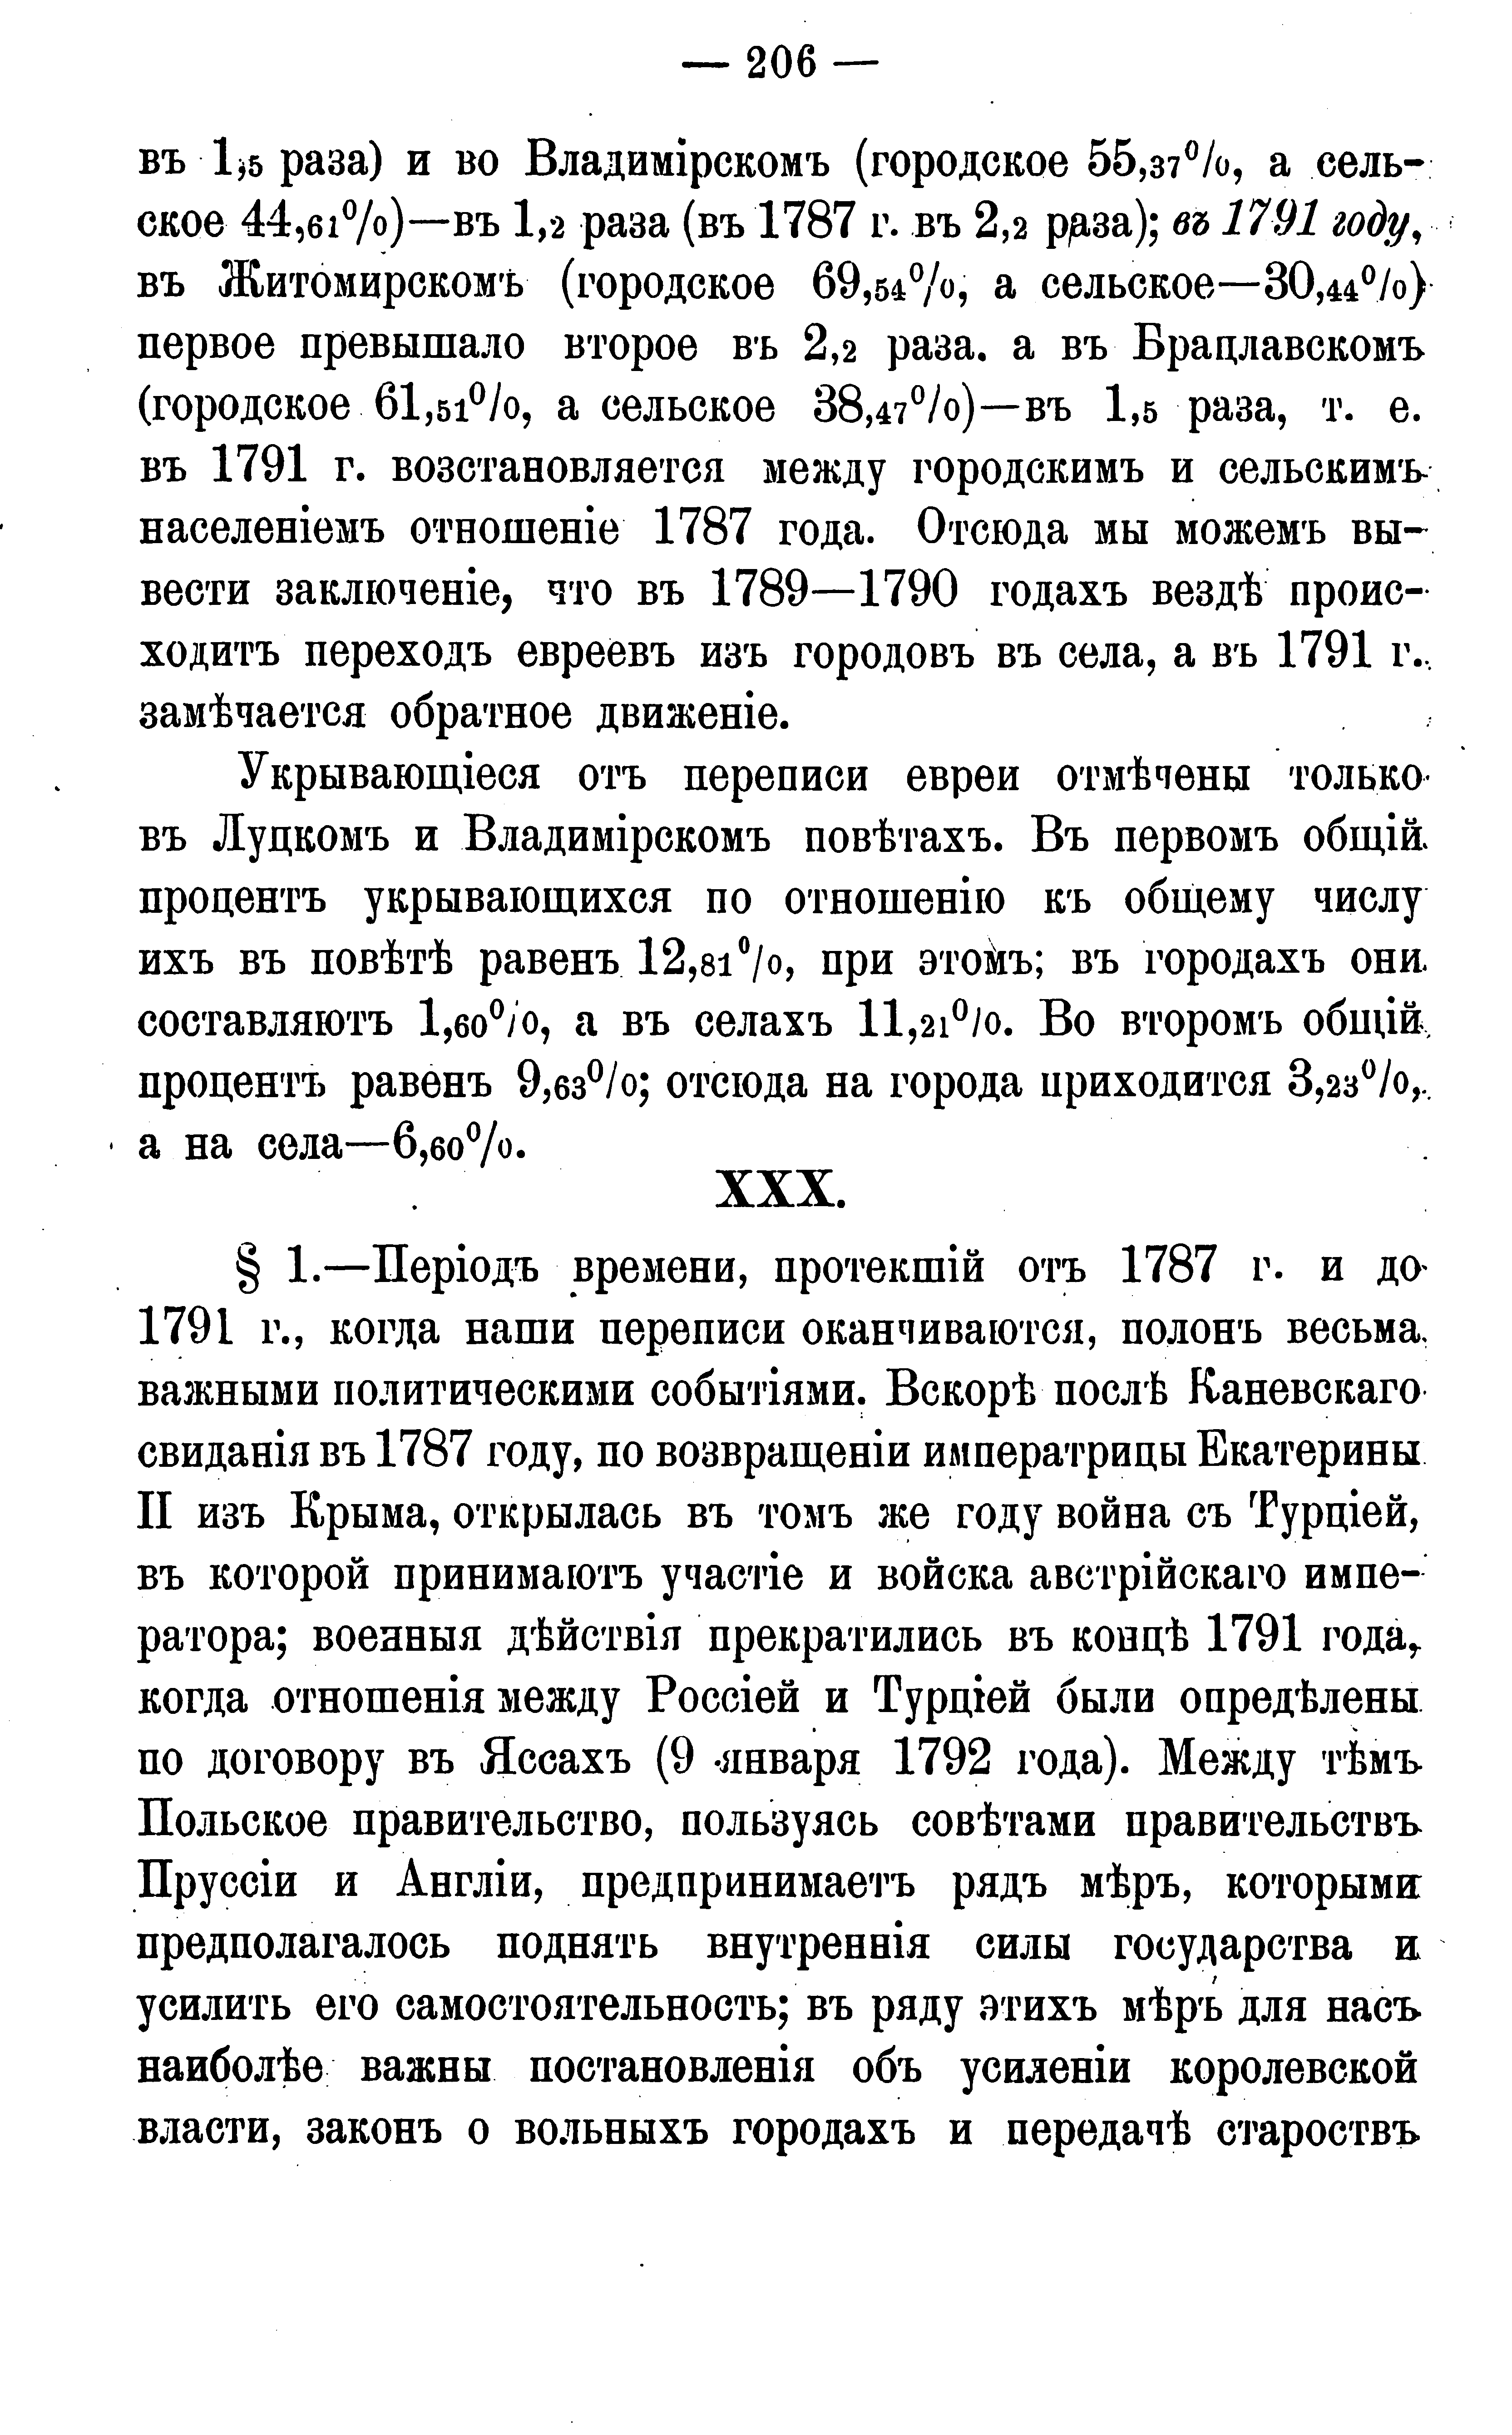 — 206 —
въ 1,5 раза) и во Владимірскомъ (городское 55,37%, а сель-
ское 44,61%)—въ 1,2 раза (въ 1787 г. въ 2,2 раза); въ 1791 году,
въ Житомирскомъ (городское 69,54%, а сельское—30,44%)
первое превышало второе въ 2,2 раза. а въ Брацлавскомъ
(городское 61,51%, а сельское 38,47%)—въ 1,5 раза, т. е.
въ 1791 г. возстановляется между городскимъ и сельскимъ
населеніемъ отношеніе 1787 года. Отсюда мы можемъ вы-
вести заключеніе, что въ 1789—1790 годахъ вездѣ проис-
ходитъ переходъ евреевъ изъ городовъ въ села, а въ 1791 г.
замѣчается обратное движеніе.
Укрывающіеся отъ переписи евреи отмѣчены только
въ Луцкомъ и Владимірскомъ повѣтахъ. Въ первомъ общій
процентъ укрывающихся по отношенію къ общему числу
ихъ въ повѣтѣ равенъ 12,81%, при этомъ; въ городахъ они
составляютъ 1,60%, а въ селахъ 11,21%. Во второмъ общій
процентъ равенъ 9,63%; отсюда на города приходится 3,23%,
а на села—6,60%.
XXX.
§ 1.—Періодъ времени, протекшій отъ 1787 г. и до
1791 г., когда наши переписи оканчиваются, полонъ весьма
важными политическими событіями. Вскорѣ послѣ Каневскаго
свиданія въ 1787 году, по возвращеніи императрицы Екатерины
II изъ Крыма, открылась въ томъ же году война съ Турціей,
въ которой принимаютъ участіе и войска австрійскаго импе-
ратора; военныя дѣйствія прекратились въ концѣ 1791 года,
когда отношенія между Россіей и Турціей были опредѣлены
по договору въ Яссахъ (9 января 1792 года). Между тѣмъ
Польское правительство, пользуясь совѣтами правительствъ
Пруссіи и Англіи, предпринимаетъ рядъ мѣръ, которыми
предполагалось поднять внутреннія силы государства и
усилить его самостоятельность; въ ряду этихъ мѣръ для насъ
наиболѣе важны постановленія объ усиленіи королевской
власти, законъ о вольныхъ городахъ и передачѣ староствъ